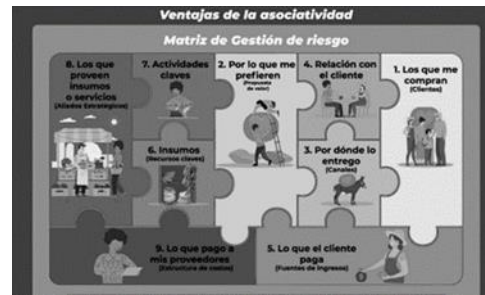 Ventajas de la asociatividad
Matriz de Gestión de riesgo
8. Los que
proveen
insumos
o servicios
(Aliados Estratégicos)
7. Actividades
claves
2. Por lo que me
prefieren
(Propuesta
de valor)
4. Relación con
el cliente
1. Los que me
compran
(Clientes)
6. Insumos
(Recursos claves)
3. Por dónde lo
entrego
(Canales)
9. Lo que pago a
mis proveedores
(Estructura de costos)
5. Lo que el cliente
paga
(Fuentes de ingresos)